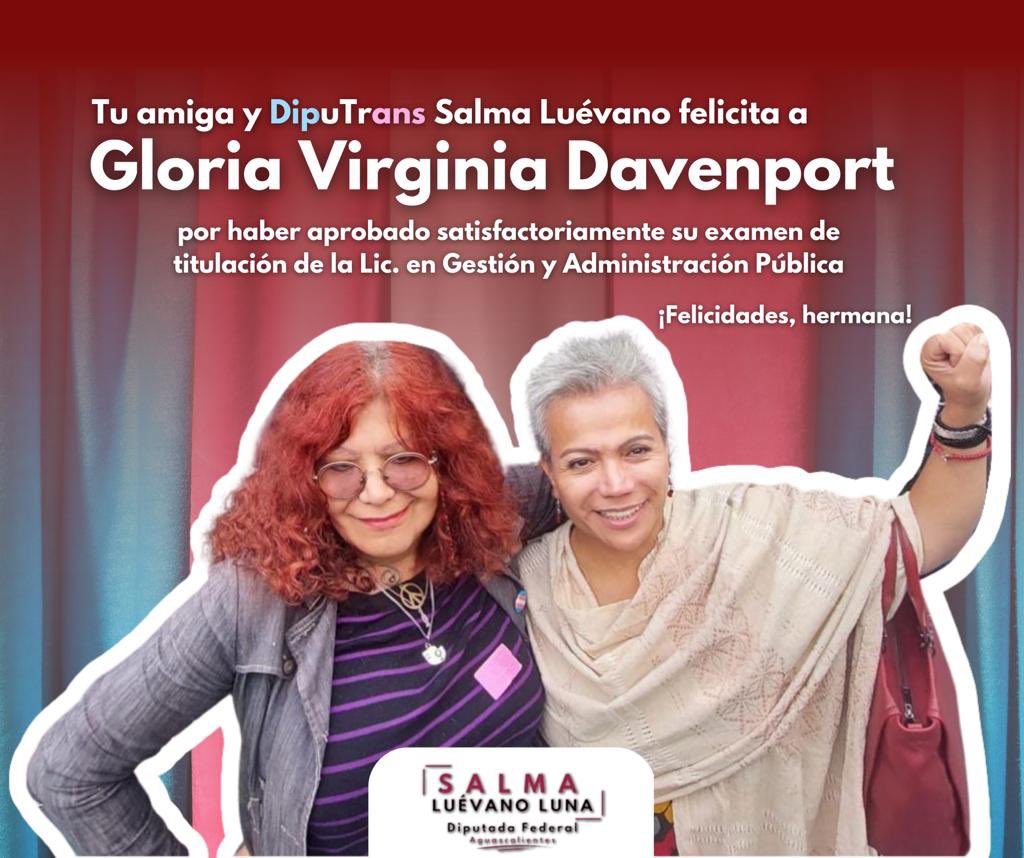 Tu amiga y DipuTrans Salma Luévano felicita a
Gloria Virginia Davenport
por haber aprobado satisfactoriamente su examen de
titulación de la Lic. en Gestión y Administración Pública
¡Felicidades, hermana!
SALMA
LUÉVANO LUNA
Diputada Federal
Aguascalientes